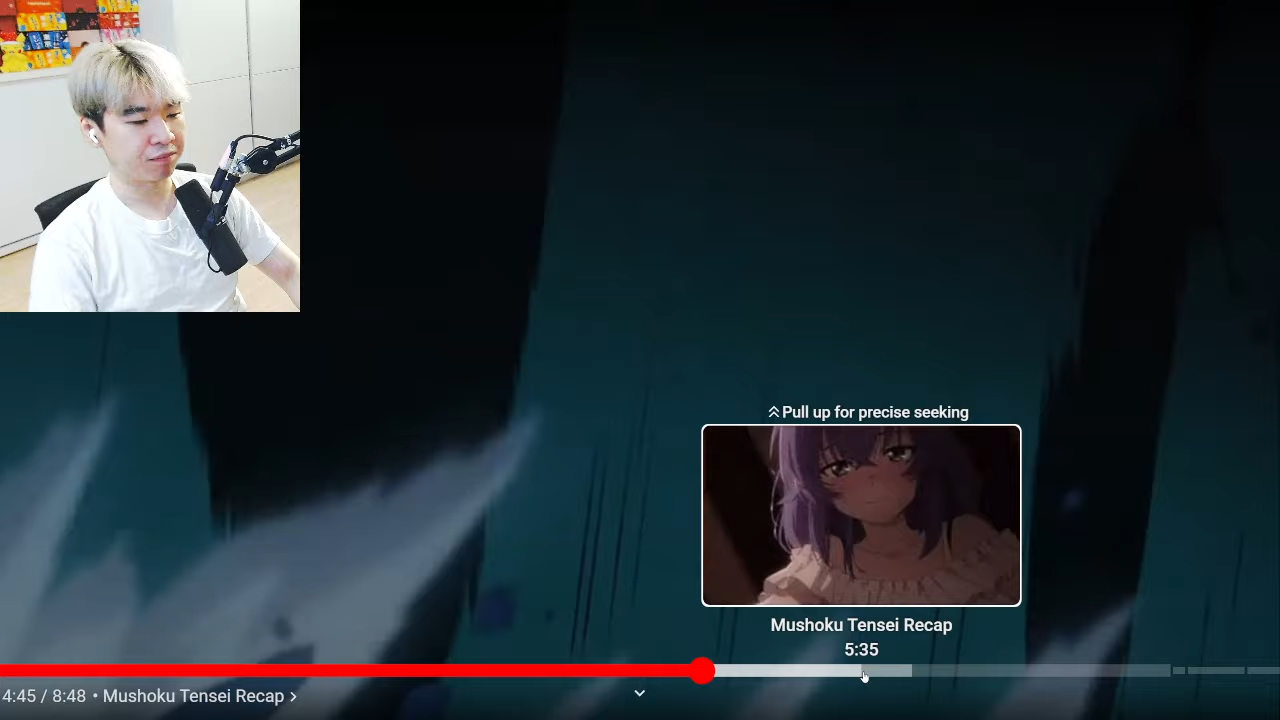 Pull up for precise seeking
Mushoku Tensei Recap
5:35
4:45 / 8:48 • Mushoku Tensei Recap